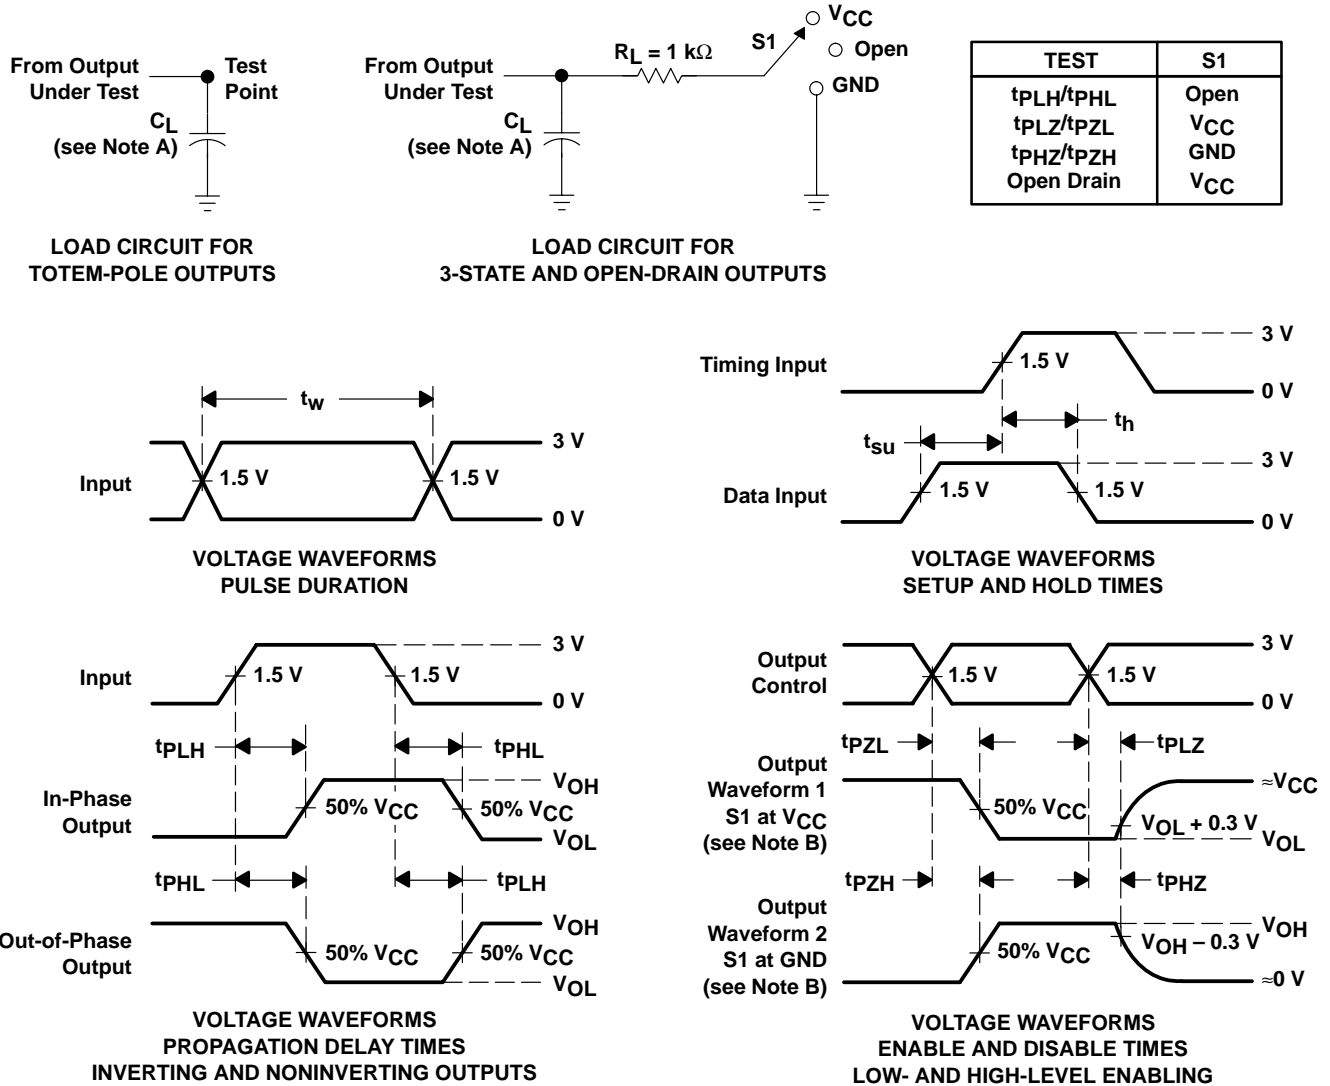 From Output
Under Test
Test
Point
CL
(see Note A)
LOAD CIRCUIT FOR
TOTEM-POLE OUTPUTS
From Output
Under Test
RL = 1 kΩ
S1
VCC
Open
GND
CL
(see Note A)
LOAD CIRCUIT FOR
3-STATE AND OPEN-DRAIN OUTPUTS
TEST S1
tPLH/tPHL Open
tPLZ/tPZL VCC
tPHZ/tPZH GND
Open Drain VCC
tw
Input
1.5 V
1.5 V
3 V
0 V
VOLTAGE WAVEFORMS
PULSE DURATION
Timing Input
1.5 V
3 V
0 V
th
tsu
Data Input
1.5 V
1.5 V
3 V
0 V
VOLTAGE WAVEFORMS
SETUP AND HOLD TIMES
Input
1.5 V
1.5 V
3 V
0 V
tPLH
tPHL
In-Phase
Output
50% VCC
50% VCC
VOH
VOL
tPHL
tPLH
Out-of-Phase
Output
50% VCC
50% VCC
VOH
VOL
VOLTAGE WAVEFORMS
PROPAGATION DELAY TIMES
INVERTING AND NONINVERTING OUTPUTS
Output
Control
1.5 V
1.5 V
3 V
0 V
tPZL
tPLZ
Output
Waveform 1
S1 at VCC
(see Note B)
50% VCC
VOL + 0.3 V
≈VCC
VOL
tPZH
tPHZ
Output
Waveform 2
S1 at GND
(see Note B)
50% VCC
VOH – 0.3 V
VOH
≈0 V
VOLTAGE WAVEFORMS
ENABLE AND DISABLE TIMES
LOW- AND HIGH-LEVEL ENABLING